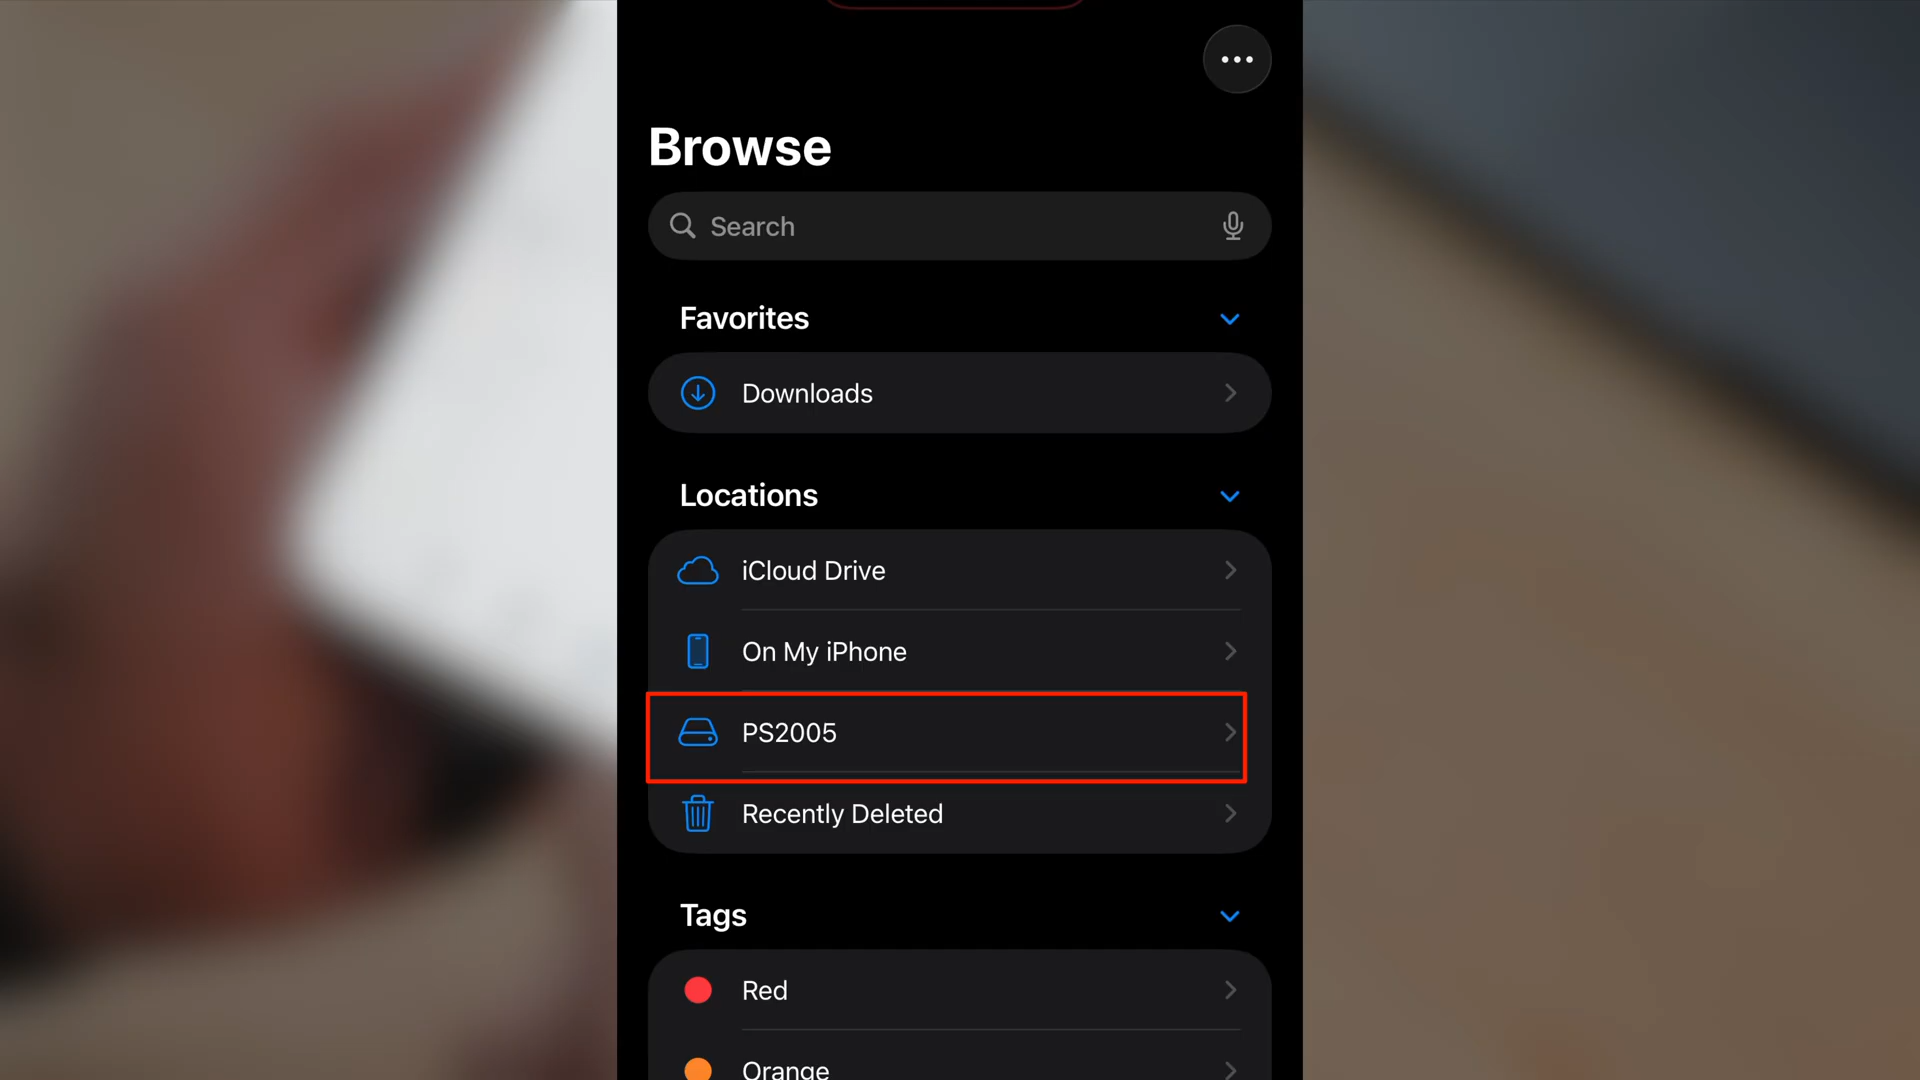 Browse
Search
Favorites
Downloads
Locations
iCloud Drive
On My iPhone
PS2005
Recently Deleted
Tags
Red
Orange